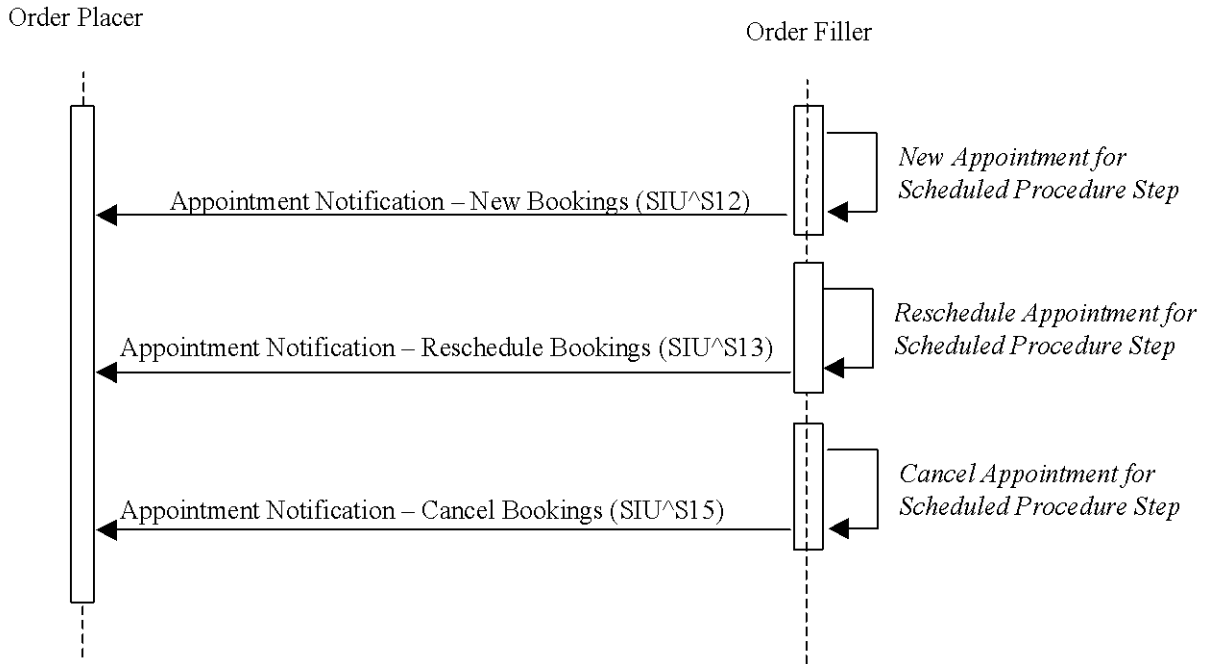 Order Placer
Order Filler
New Appointment for
Scheduled Procedure Step
Appointment Notification – New Bookings (SIU^S12)
Reschedule Appointment for
Scheduled Procedure Step
Appointment Notification – Reschedule Bookings (SIU^S13)
Cancel Appointment for
Scheduled Procedure Step
Appointment Notification – Cancel Bookings (SIU^S15)